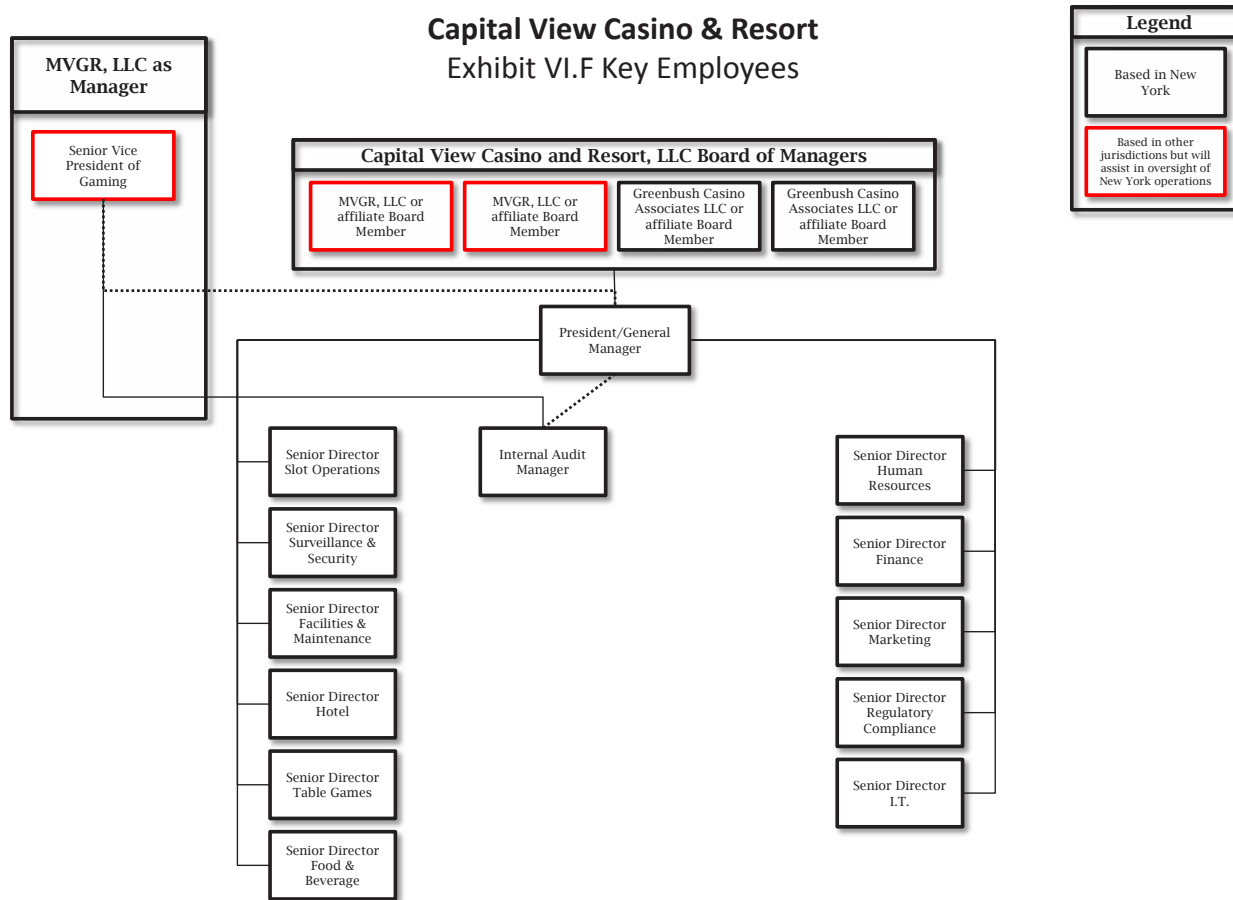 Capital View Casino & Resort
Exhibit VI.F Key Employees
MVGR, LLC as
Manager
Senior Vice
President of
Gaming
Capital View Casino and Resort, LLC Board of Managers
MVGR, LLC or
affiliate Board
Member
MVGR, LLC or
affiliate Board
Member
Greenbush Casino
Associates LLC or
affiliate Board
Member
Greenbush Casino
Associates LLC or
affiliate Board
Member
Legend
Based in New
York
Based in other
jurisdictions but will
assist in oversight of
New York operations
President/General
Manager
Internal Audit
Manager
Senior Director
Slot Operations
Senior Director
Surveillance &
Security
Senior Director
Facilities &
Maintenance
Senior Director
Hotel
Senior Director
Table Games
Senior Director
Food &
Beverage
Senior Director
Human
Resources
Senior Director
Finance
Senior Director
Marketing
Senior Director
Regulatory
Compliance
Senior Director
I.T.